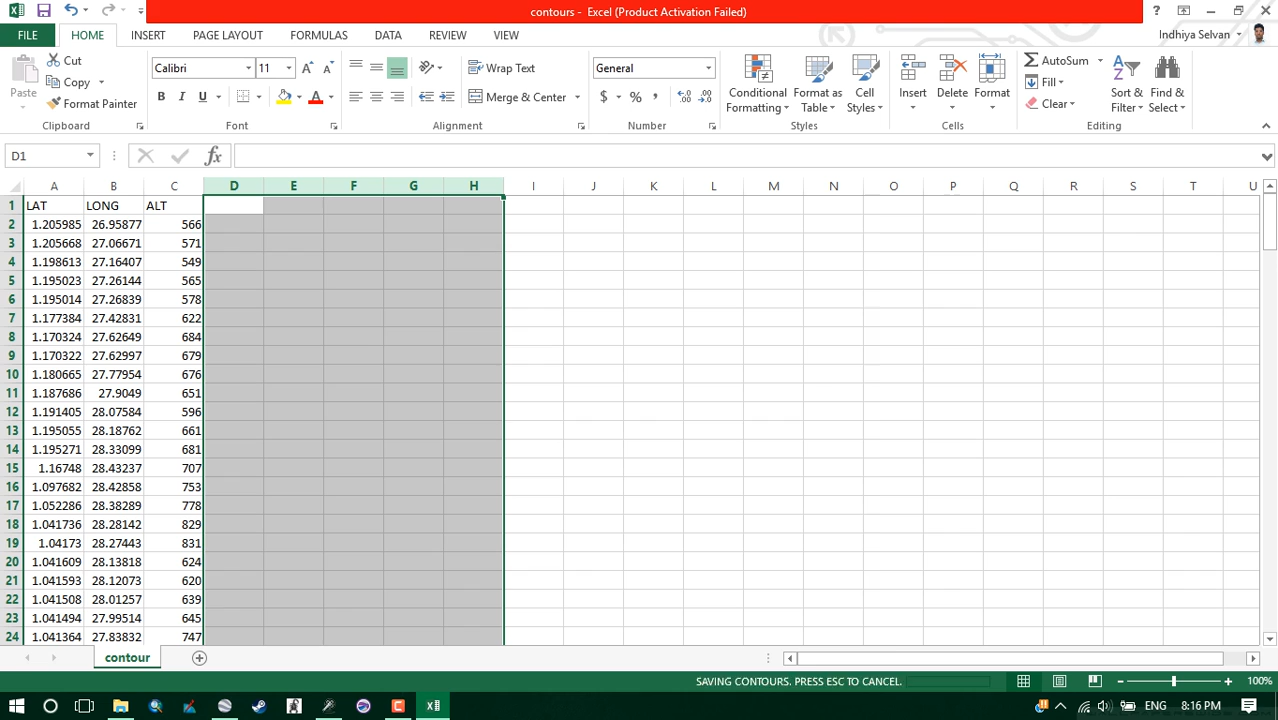 contours - Excel (Product Activation Failed)
FILE HOME INSERT PAGE LAYOUT FORMULAS DATA REVIEW VIEW Indhiya Selvan
Paste Cut Copy Format Painter
Calibri 11 Wrap Text Merge & Center General
Conditional Formatting Format as Table Cell Styles Insert Delete Format AutoSum Fill Clear Sort & Filter Find & Select
Clipboard Font Alignment Number Styles Cells Editing
D1
A B C D E F G H I J K L M N O P Q R S T U
1 LAT LONG ALT
2 1.205985 26.95877 566
3 1.205668 27.06671 571
4 1.198613 27.16407 549
5 1.195023 27.26144 565
6 1.195014 27.26839 578
7 1.177384 27.42831 622
8 1.170324 27.62649 684
9 1.170322 27.62997 679
10 1.180665 27.77954 676
11 1.187686 27.9049 651
12 1.191405 28.07584 596
13 1.195055 28.18762 661
14 1.195271 28.33099 681
15 1.16748 28.43237 707
16 1.097682 28.42858 753
17 1.052286 28.38289 778
18 1.041736 28.28142 829
19 1.04173 28.27443 831
20 1.041609 28.13818 624
21 1.041593 28.12073 620
22 1.041508 28.01257 639
23 1.041494 27.99514 645
24 1.041364 27.83832 747
contour
SAVING CONTOURS. PRESS ESC TO CANCEL. 100%
ENG 8:16 PM